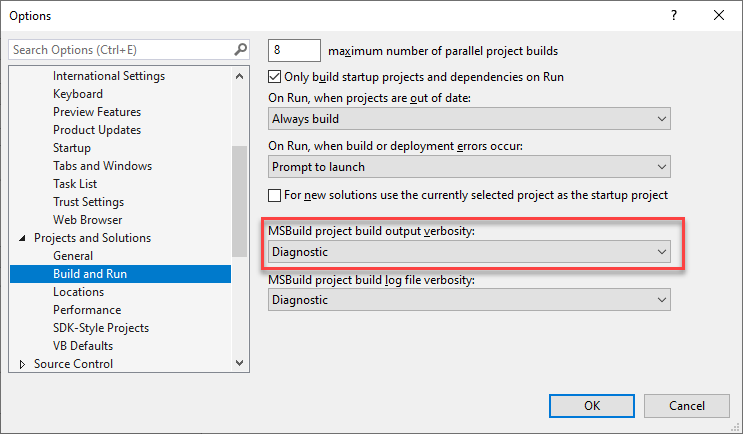 Options
Search Options (Ctrl+E)
International Settings
Keyboard
Preview Features
Product Updates
Startup
Tabs and Windows
Task List
Trust Settings
Web Browser
Projects and Solutions
General
Build and Run
Locations
Performance
SDK-Style Projects
VB Defaults
Source Control
8 maximum number of parallel project builds
Only build startup projects and dependencies on Run
On Run, when projects are out of date:
Always build
On Run, when build or deployment errors occur:
Prompt to launch
For new solutions use the currently selected project as the startup project
MSBuild project build output verbosity:
Diagnostic
MSBuild project build log file verbosity:
Diagnostic
OK
Cancel